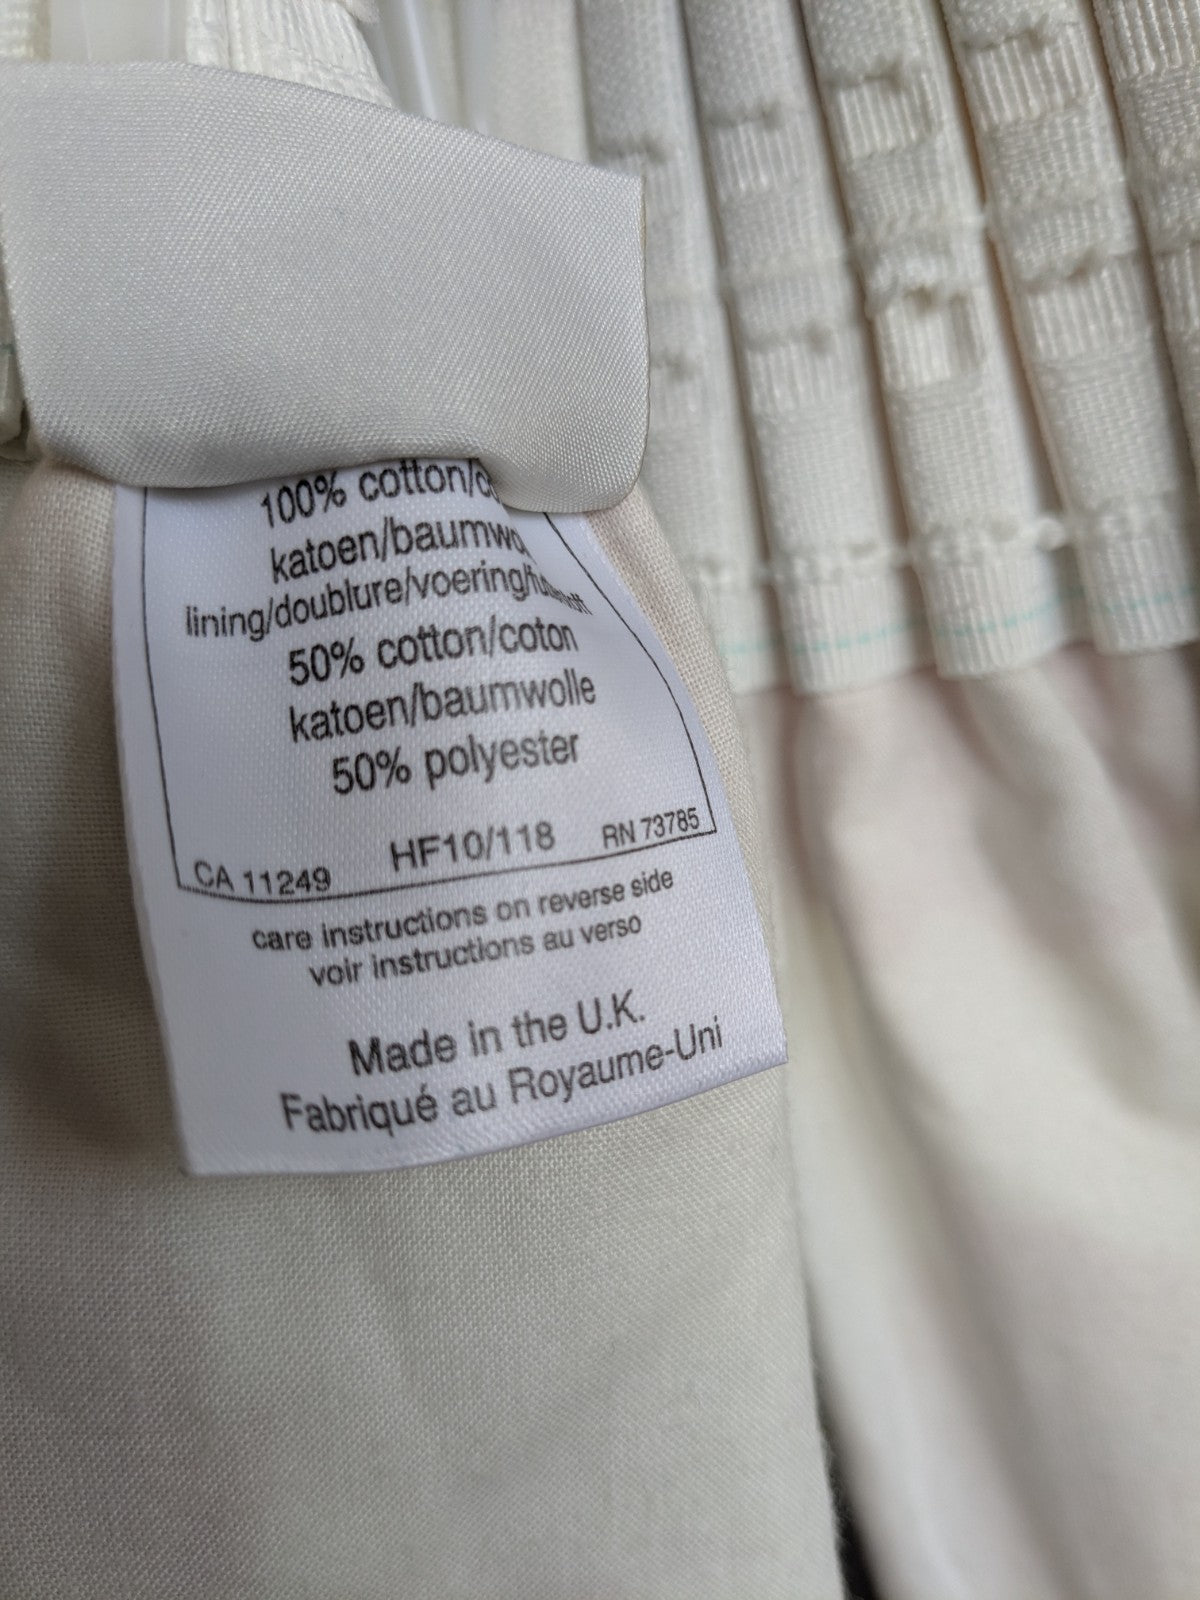 100% cotton/
katoen/
lining/doublure/voering/
50% cotton/coton
katoen/baumwolle
50% polyester
CA 11249 HF10/118 RN 73785
care instructions on reverse side
voir instructions au verso
Made in the U.K.
Fabriqué au Royaume-Uni